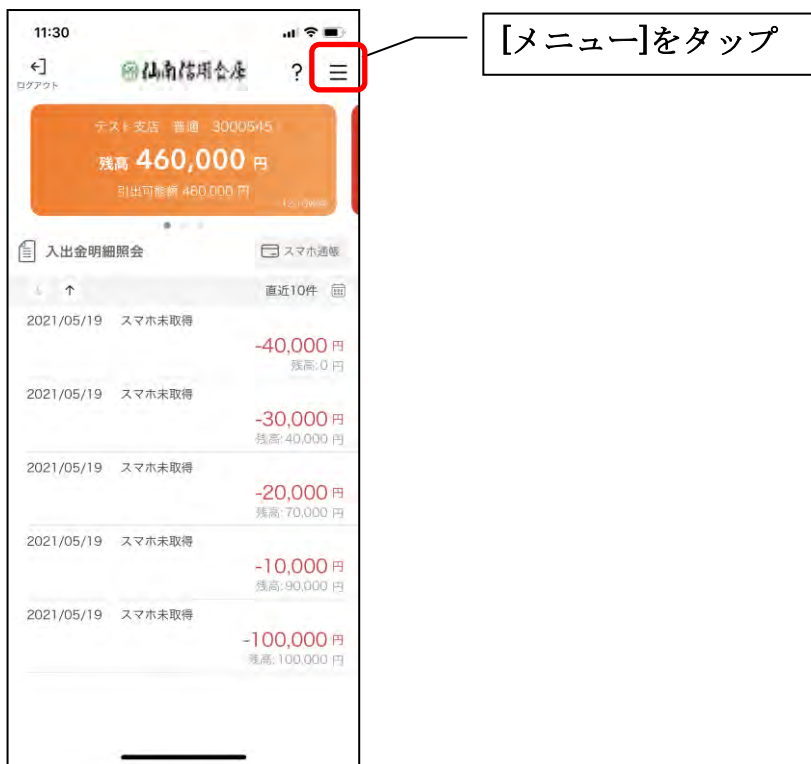 11:30
[メニュー]をタップ
ログアウト
仙南信用金庫
?
テスト支店 普通 3000545
残高 460,000 円
引出可能額 460,000 円
入出金明細照会 スマホ通帳
↓ ↑ 直近10件
2021/05/19 スマホ未取得
-40,000 円
残高:0 円
2021/05/19 スマホ未取得
-30,000 円
残高:40,000 円
2021/05/19 スマホ未取得
-20,000 円
残高:70,000 円
2021/05/19 スマホ未取得
-10,000 円
残高:90,000 円
2021/05/19 スマホ未取得
-100,000 円
残高:100,000 円